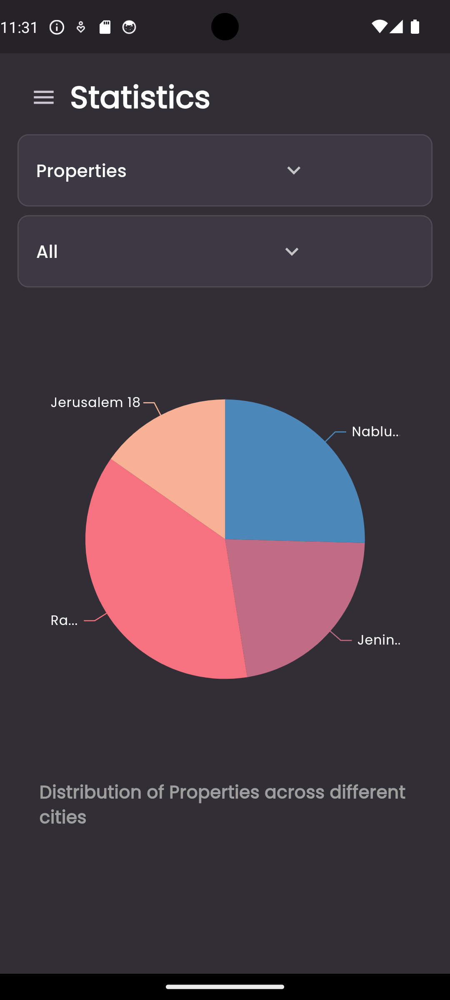 11:31
Statistics
Properties
All
Jerusalem 18
Nablu...
Ra...
Jenin..
Distribution of Properties across different
cities